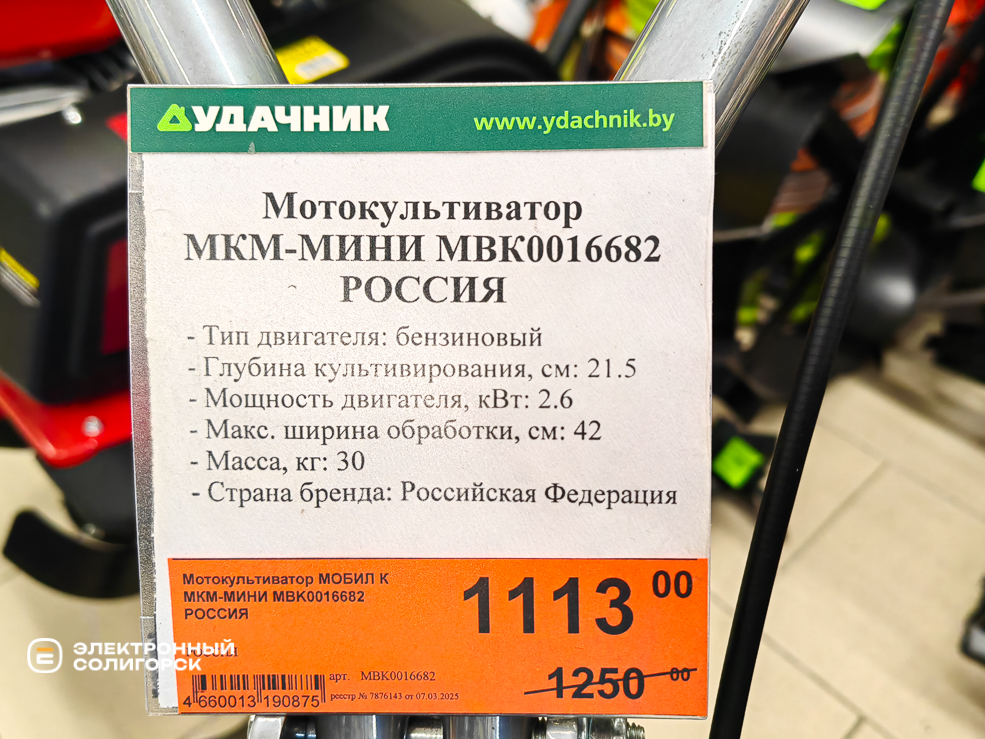 УДАЧНИК www.ydachnik.by
Мотокультиватор
МКМ-МИНИ МВК0016682
РОССИЯ
- Тип двигателя: бензиновый
- Глубина культивирования, см: 21.5
- Мощность двигателя, кВт: 2.6
- Макс. ширина обработки, см: 42
- Масса, кг: 30
- Страна бренда: Российская Федерация
Мотокультиватор МОБИЛ К
МКМ-МИНИ МВК0016682
РОССИЯ
1113 00
1250 00
арт. МВК0016682
реестр № 7876143 от 07.03.2025
4 660013 190875
ЭЛЕКТРОННЫЙ
СОЛИГОРСК